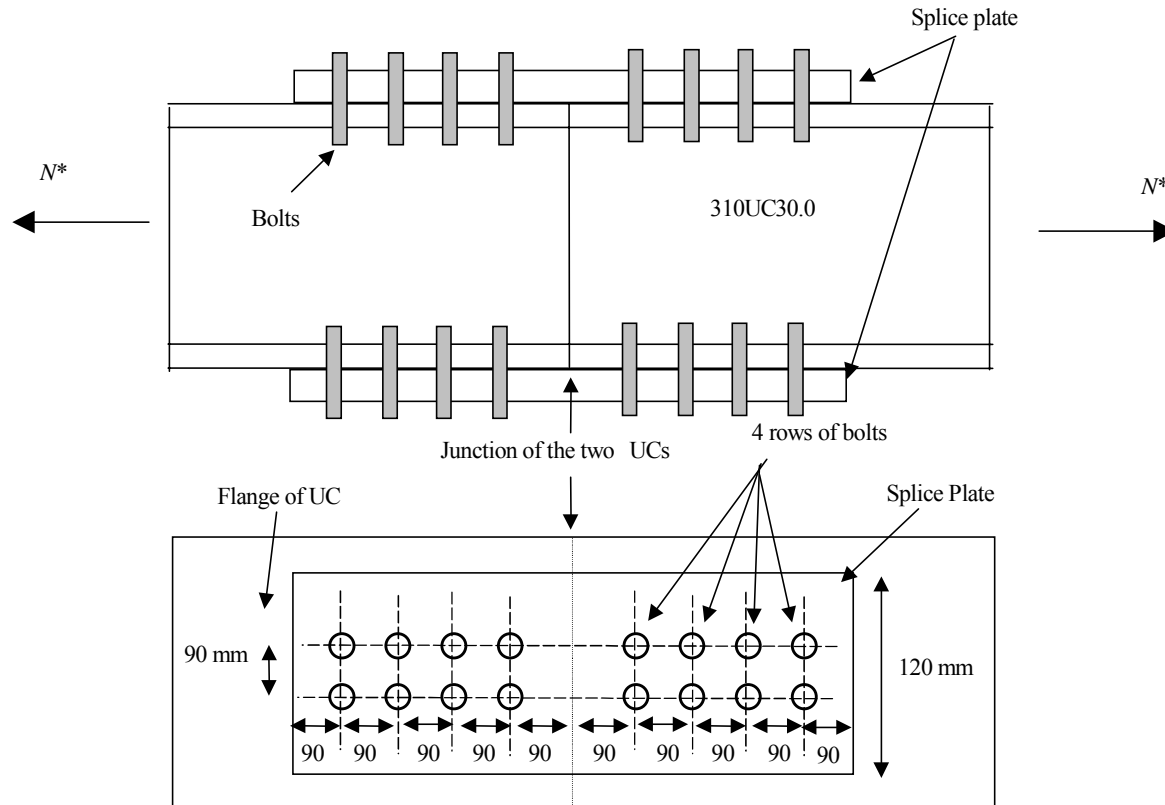 Splice plate
N*
N*
Bolts
310UC30.0
4 rows of bolts
Junction of the two UCs
Flange of UC
Splice Plate
90 mm
120 mm
90 90 90 90 90 90 90 90 90 90